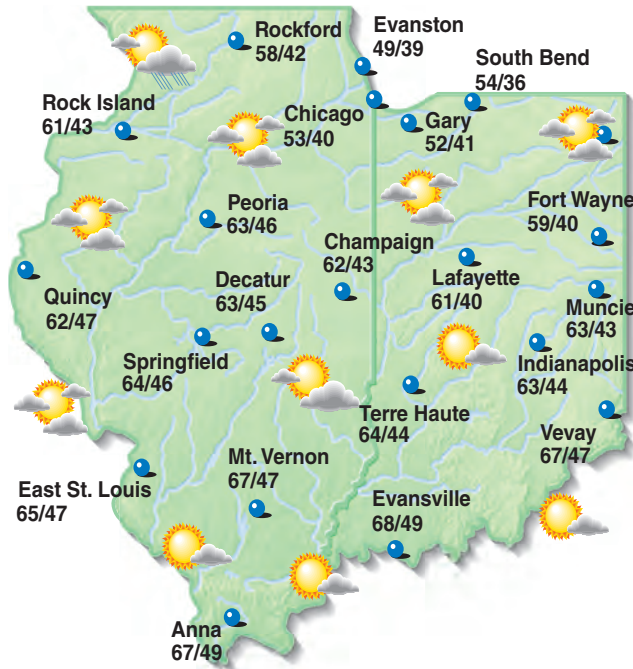 Rockford
58/42
Evanston
49/39
South Bend
54/36
Rock Island
61/43
Chicago
53/40
Gary
52/41
Peoria
63/46
Fort Wayne
59/40
Champaign
62/43
Lafayette
61/40
Quincy
62/47
Decatur
63/45
Muncie
63/43
Springfield
64/46
Indianapolis
63/44
Terre Haute
64/44
Vevay
67/47
East St. Louis
65/47
Mt. Vernon
67/47
Evansville
68/49
Anna
67/49